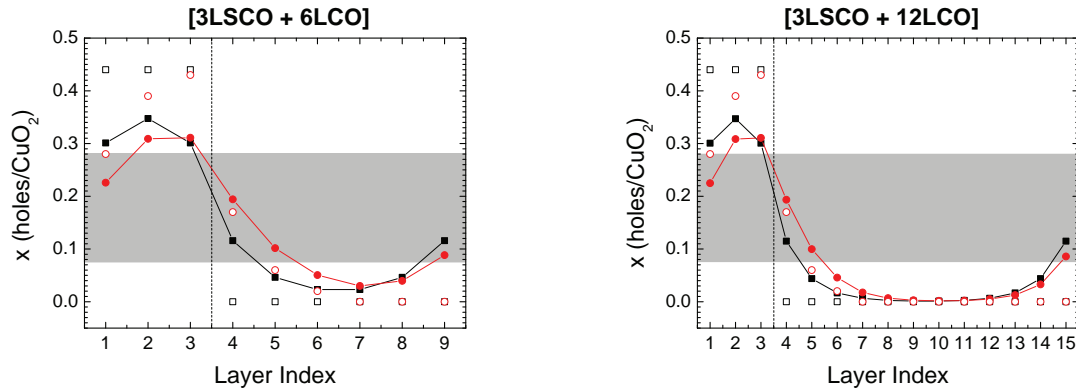 [3LSCO + 6LCO]
x (holes/CuO2)
0.5
0.4
0.3
0.2
0.1
0.0
1 2 3 4 5 6 7 8 9
Layer Index
[3LSCO + 12LCO]
x (holes/CuO2)
0.5
0.4
0.3
0.2
0.1
0.0
1 2 3 4 5 6 7 8 9 10 11 12 13 14 15
Layer Index